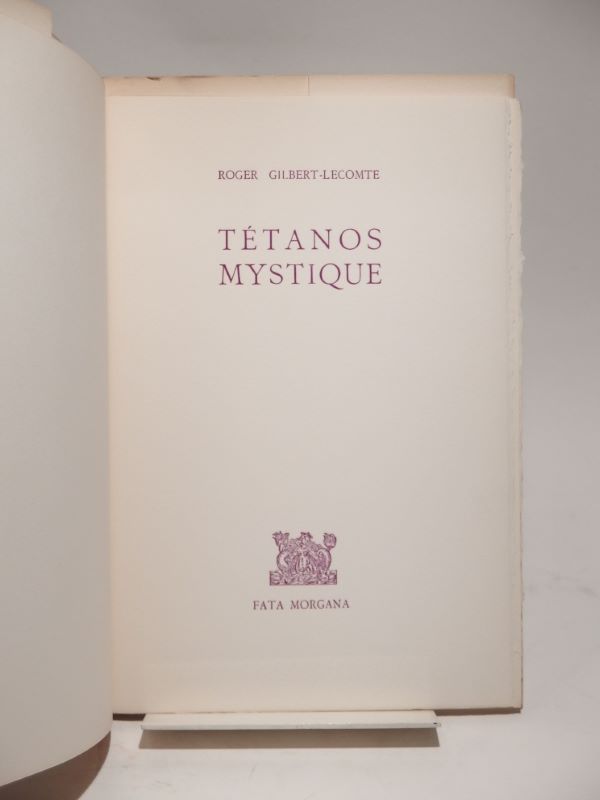 ROGER GILBERT-LECOMTE
TÉTANOS
MYSTIQUE
FATA MORGANA